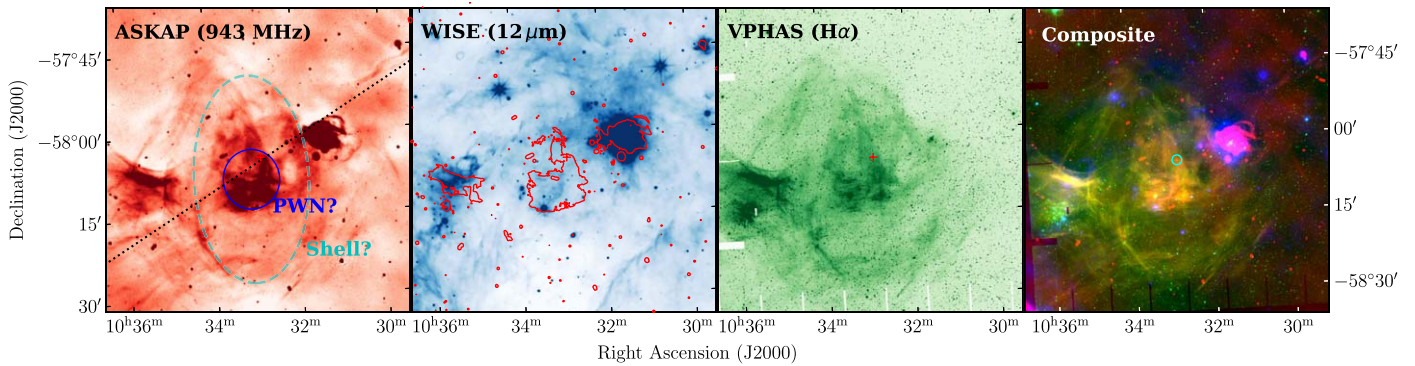 ASKAP (943 MHz)
WISE (12 μm)
VPHAS (Hα)
Composite
PWN?
Shell?
Declination (J2000)
−57°45′
−58°00′
15′
30′
−57°45′
00′
15′
−58°30′
10ʰ36ᵐ 34ᵐ 32ᵐ 30ᵐ
10ʰ36ᵐ 34ᵐ 32ᵐ 30ᵐ
10ʰ36ᵐ 34ᵐ 32ᵐ 30ᵐ
10ʰ36ᵐ 34ᵐ 32ᵐ 30ᵐ
Right Ascension (J2000)